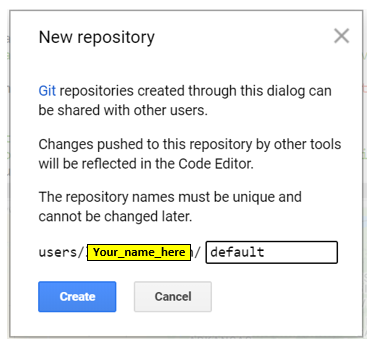 New repository
Git repositories created through this dialog can
be shared with other users.
Changes pushed to this repository by other tools
will be reflected in the Code Editor.
The repository names must be unique and
cannot be changed later.
users/ Your_name_here / default
Create Cancel